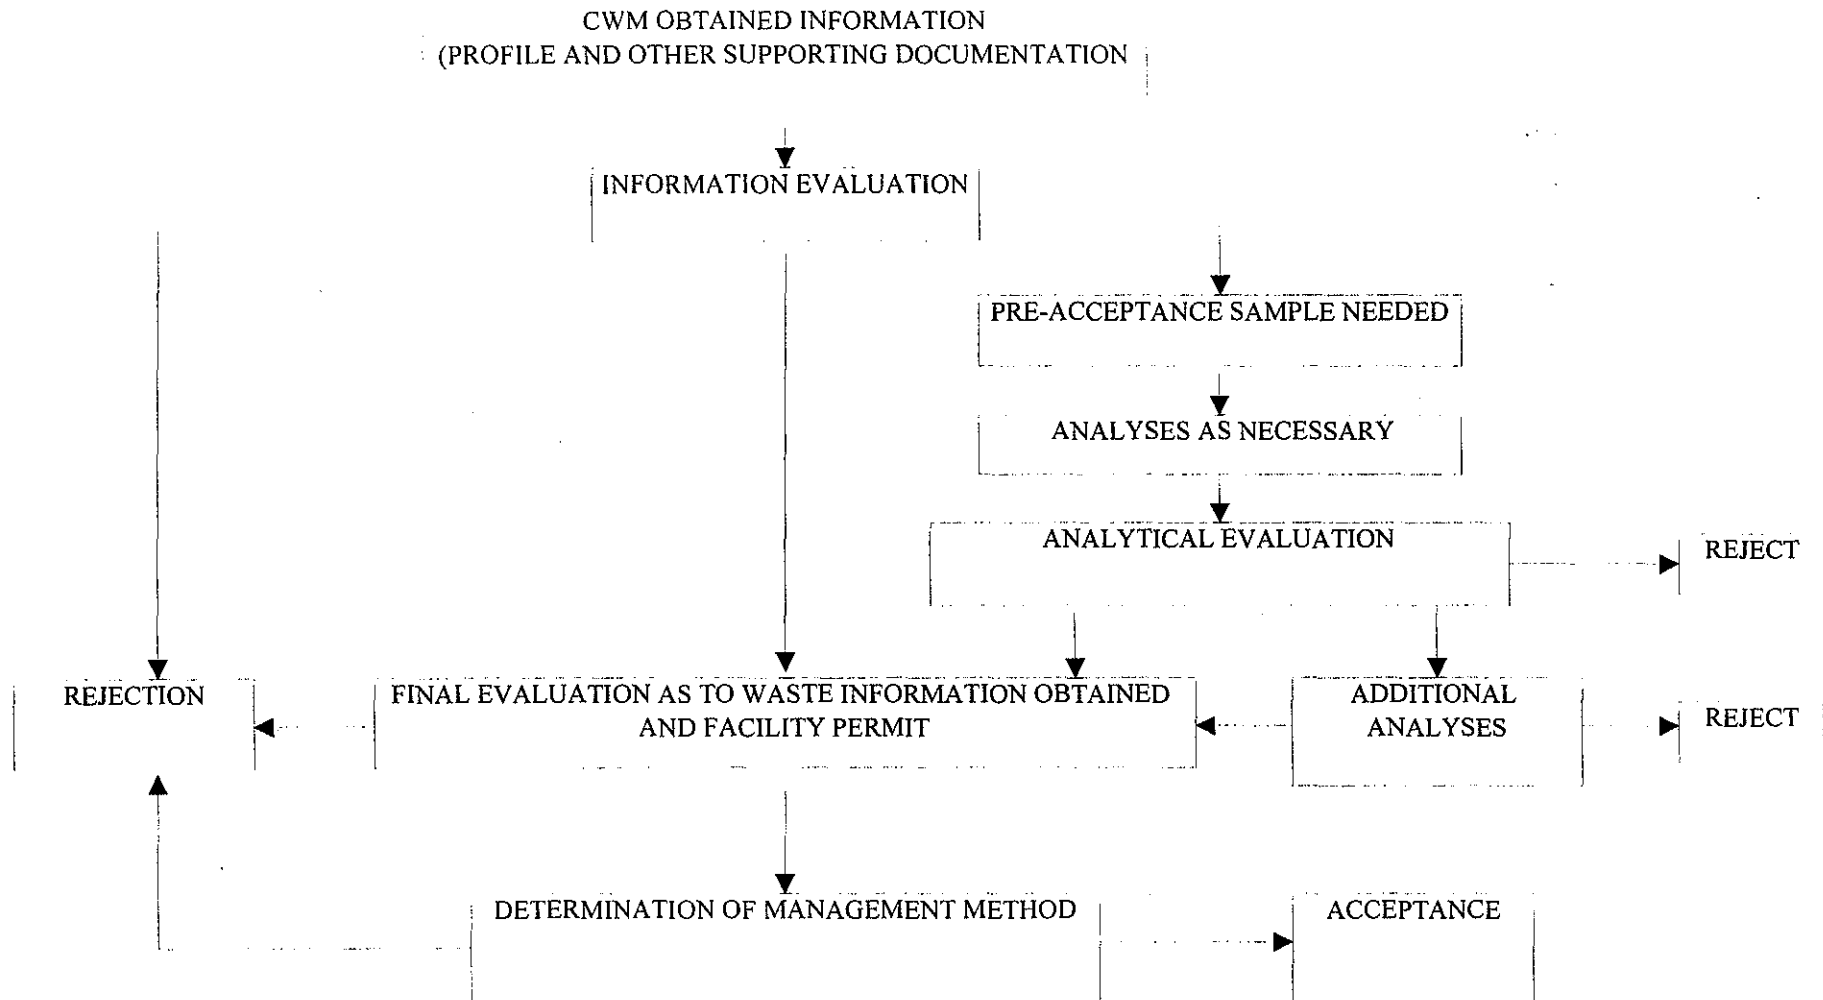 CWM OBTAINED INFORMATION
(PROFILE AND OTHER SUPPORTING DOCUMENTATION
INFORMATION EVALUATION
PRE-ACCEPTANCE SAMPLE NEEDED
ANALYSES AS NECESSARY
ANALYTICAL EVALUATION
REJECT
REJECTION
FINAL EVALUATION AS TO WASTE INFORMATION OBTAINED
AND FACILITY PERMIT
ADDITIONAL
ANALYSES
REJECT
DETERMINATION OF MANAGEMENT METHOD
ACCEPTANCE